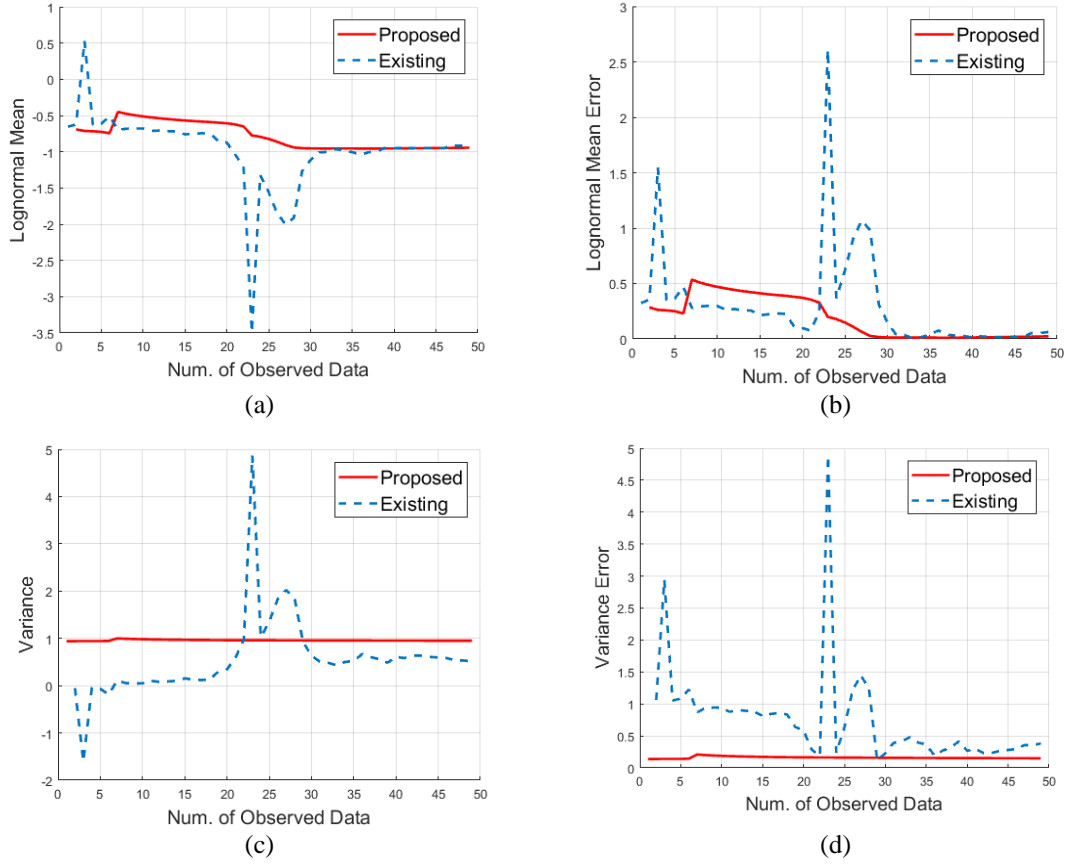 1
0.5
0
-0.5
-1
-1.5
-2
-2.5
-3
-3.5
0 5 10 15 20 25 30 35 40 45 50
Lognormal Mean
Num. of Observed Data
Proposed
Existing
(a)
3
2.5
2
1.5
1
0.5
0
0 5 10 15 20 25 30 35 40 45 50
Lognormal Mean Error
Num. of Observed Data
Proposed
Existing
(b)
5
4
3
2
1
0
-1
-2
0 5 10 15 20 25 30 35 40 45 50
Variance
Num. of Observed Data
Proposed
Existing
(c)
5
4.5
4
3.5
3
2.5
2
1.5
1
0.5
0
0 5 10 15 20 25 30 35 40 45 50
Variance Error
Num. of Observed Data
Proposed
Existing
(d)